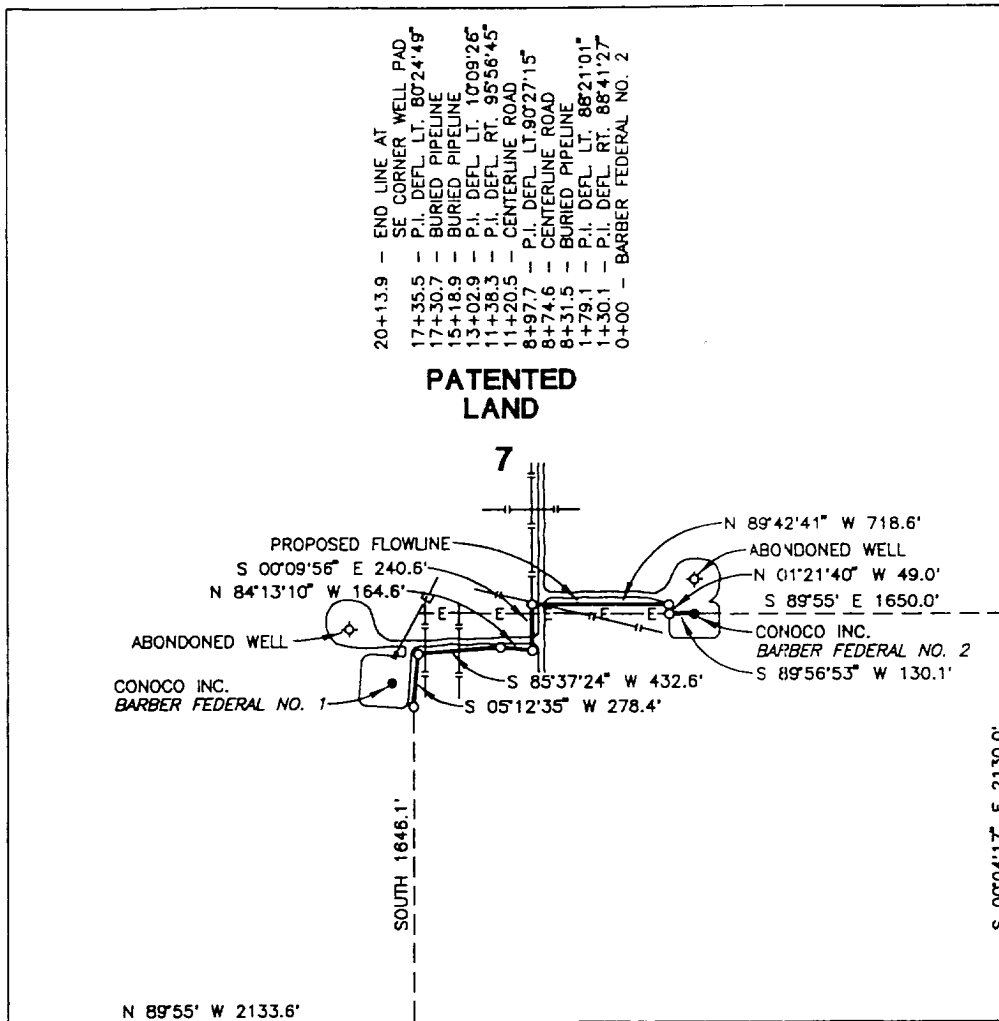 20+13.9 – END LINE AT
SE CORNER WELL PAD
17+35.5 – P.I. DEFL. LT. 80°24'49"
17+30.7 – BURIED PIPELINE
15+18.9 – BURIED PIPELINE
13+02.9 – P.I. DEFL. LT. 10°09'26"
11+38.3 – P.I. DEFL. RT. 95°56'45"
11+20.5 – CENTERLINE ROAD
8+97.7 – P.I. DEFL. LT.90°27'15"
8+74.6 – CENTERLINE ROAD
8+31.5 – BURIED PIPELINE
1+79.1 – P.I. DEFL. LT. 88°21'01"
1+30.1 – P.I. DEFL. RT. 88°41'27"
0+00 – BARBER FEDERAL NO. 2
PATENTED
LAND
7
N 89°42'41" W 718.6'
PROPOSED FLOWLINE
ABONDONED WELL
S 00°09'56" E 240.6'
N 01°21'40" W 49.0'
N 84°13'10" W 164.6'
S 89°55' E 1650.0'
E E E E E
ABONDONED WELL
CONOCO INC.
BARBER FEDERAL NO. 2
S 89°56'53" W 130.1'
S 85°37'24" W 432.6'
CONOCO INC.
BARBER FEDERAL NO. 1
S 05°12'35" W 278.4'
SOUTH 1646.1'
S 00°04'17" E 2130.0'
N 89°55' W 2133.6'